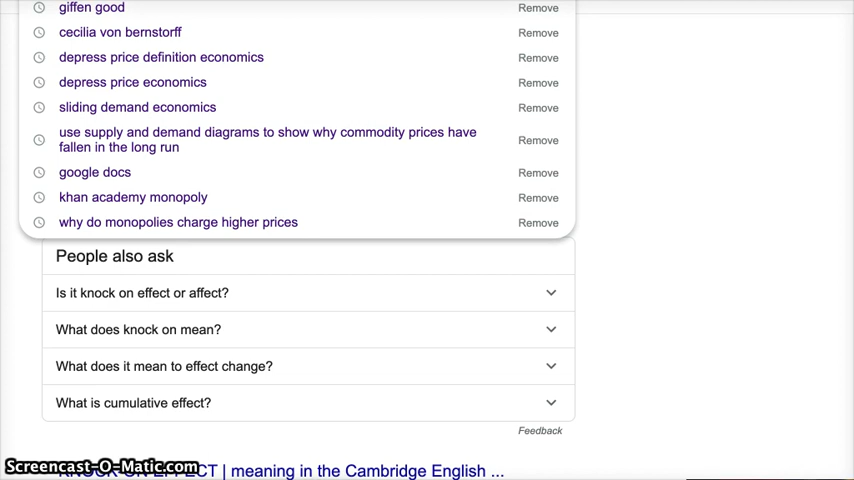 giffen good Remove
cecilia von bernstorff Remove
depress price definition economics Remove
depress price economics Remove
sliding demand economics Remove
use supply and demand diagrams to show why commodity prices have
fallen in the long run Remove
google docs Remove
khan academy monopoly Remove
why do monopolies charge higher prices Remove
People also ask
Is it knock on effect or affect?
What does knock on mean?
What does it mean to effect change?
What is cumulative effect?
Feedback
KNOCK-ON EFFECT | meaning in the Cambridge English ...
Screencast-O-Matic.com